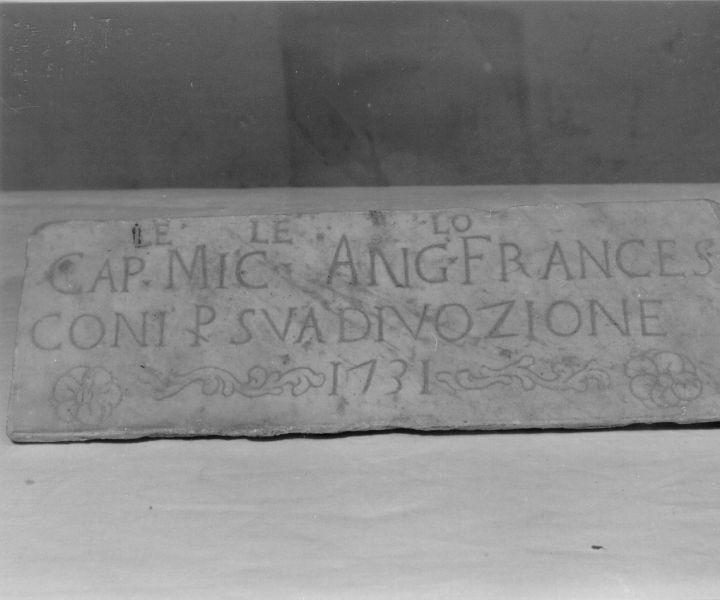 LE LE LO
CAP. MIC. ANG. FRANCES
CONI P SVA DIVOZIONE
1731